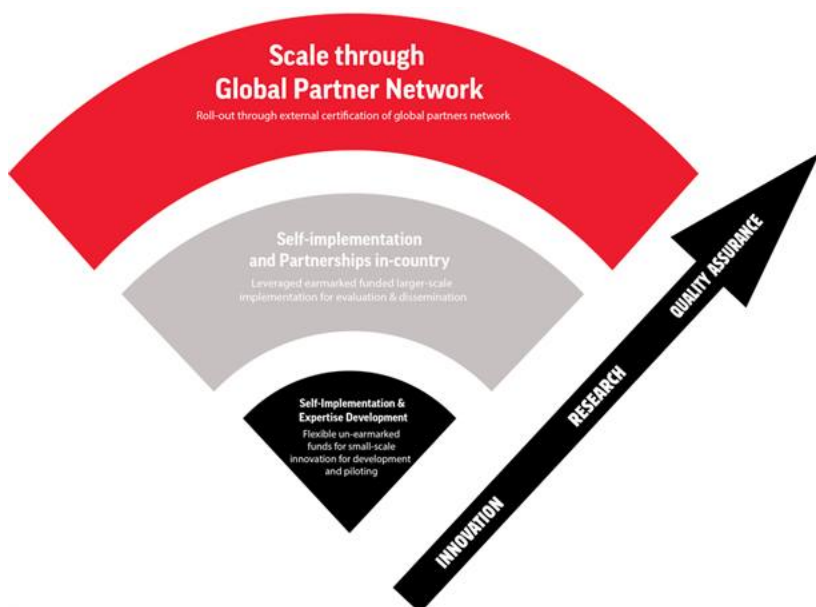 Scale through
Global Partner Network
Roll-out through external certification of global partners network
Self-implementation
and Partnerships in-country
Leveraged earmarked funded larger-scale
implementation for evaluation & dissemination
Self-Implementation &
Expertise Development
Flexible un-earmarked
funds for small-scale
innovation for development
and piloting
INNOVATION
RESEARCH
QUALITY ASSURANCE